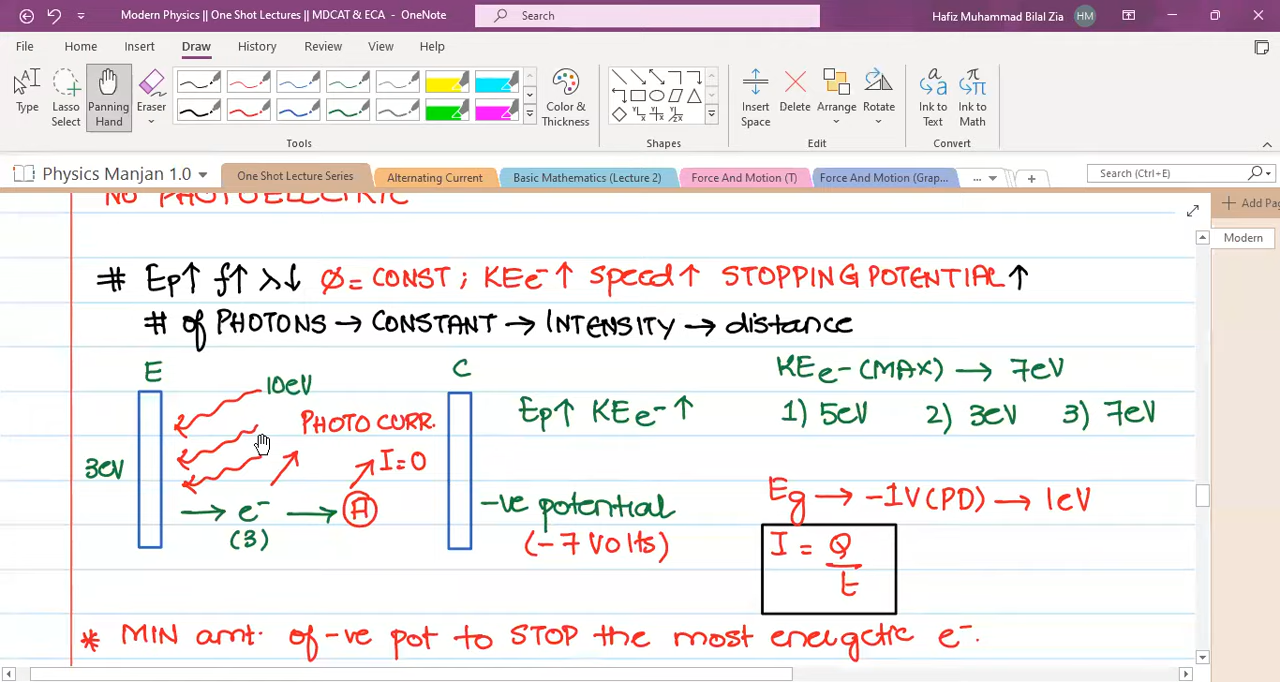 Modern Physics || One Shot Lectures || MDCAT & ECA - OneNote
Search
Hafiz Muhammad Bilal Zia
HM
File Home Insert Draw History Review View Help
Type
Lasso Select
Panning Hand
Eraser
Color & Thickness
Insert Space
Delete
Arrange
Rotate
Ink to Text
Ink to Math
Tools
Shapes
Edit
Convert
Physics Manjan 1.0
One Shot Lecture Series
Alternating Current
Basic Mathematics (Lecture 2)
Force And Motion (T)
Force And Motion (Grap...
...
Search (Ctrl+E)
Add Pag
Modern
NO PHOTOELECTRIC
# Ep↑ f↑ λ↓ φ = CONST ; KEe-↑ Speed↑ STOPPING POTENTIAL ↑
# of PHOTONS → CONSTANT → INTENSITY → distance
E
C
KEe-(MAX) → 7eV
10eV
PHOTO CURR.
Ep↑ KEe-↑
1) 5eV 2) 3eV 3) 7eV
3eV
I=0
→ e- → A
(3)
-ve potential
(-7 Volts)
Eg → -1V(PD) → 1eV
I = Q/t
* MIN amt. of -ve pot to STOP the most energetic e-.